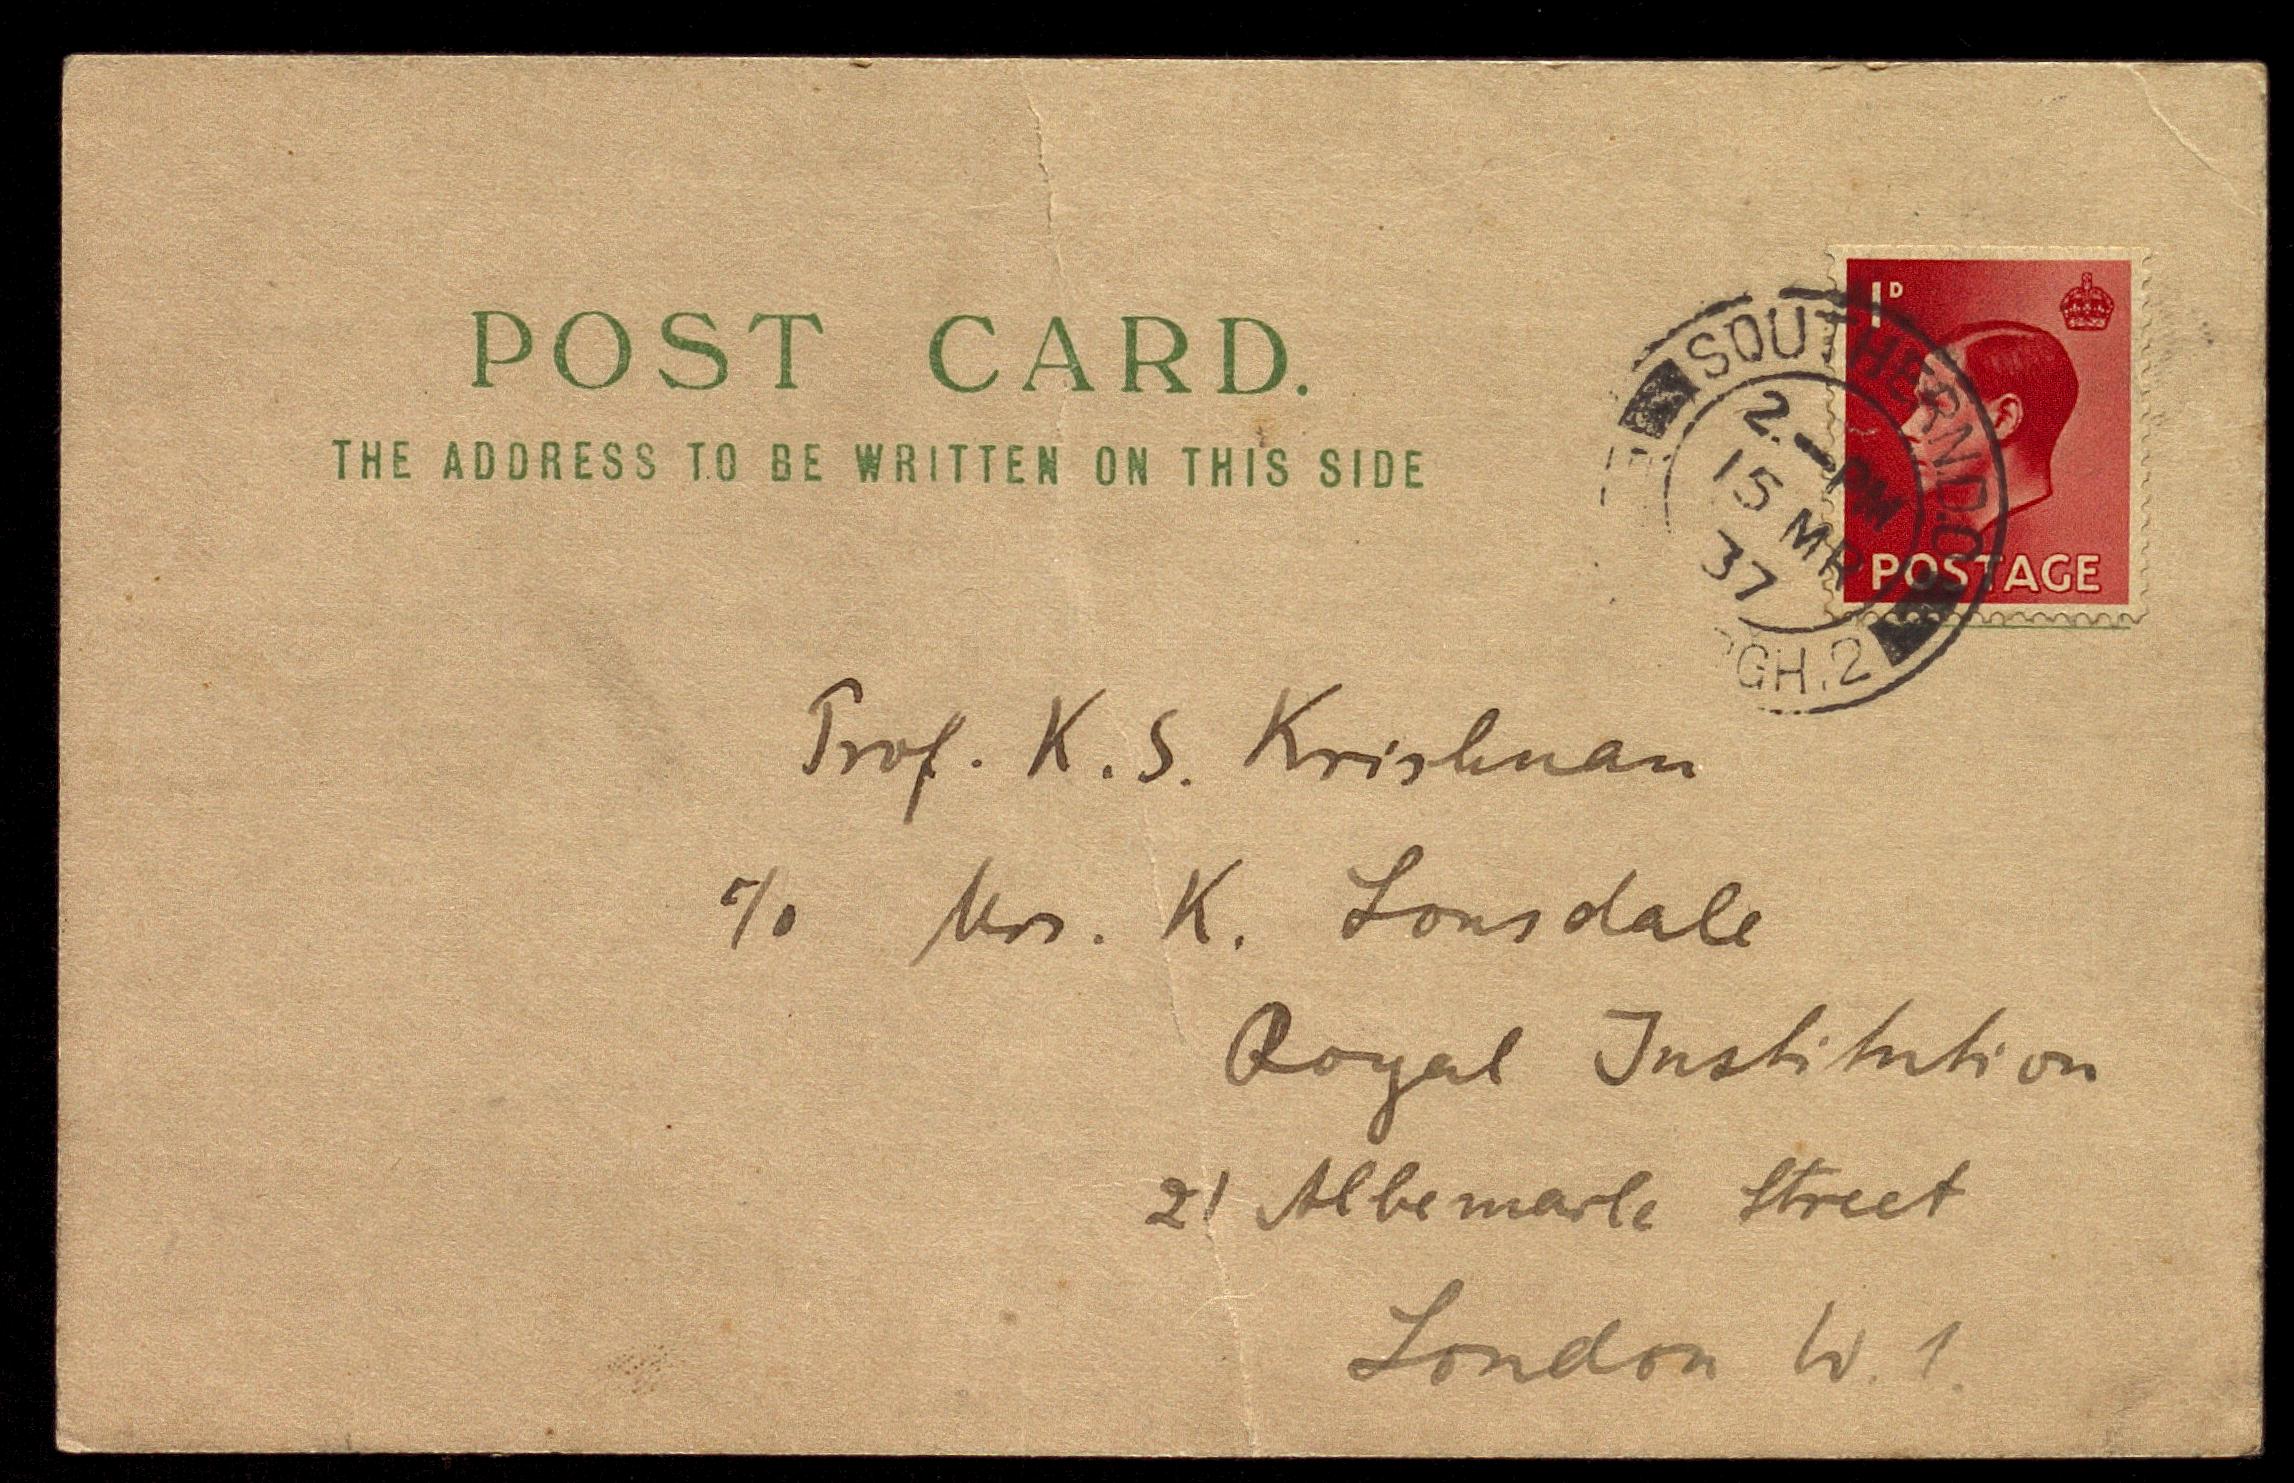 POST CARD.
THE ADDRESS TO BE WRITTEN ON THIS SIDE
1D
POSTAGE
SOUTHERN D.O.
2.-PM
15 MR
37
GH.2
Prof. K. S. Krishnan
c/o Mrs. K. Lonsdale
Royal Institution
21 Albemarle Street
London W. 1.